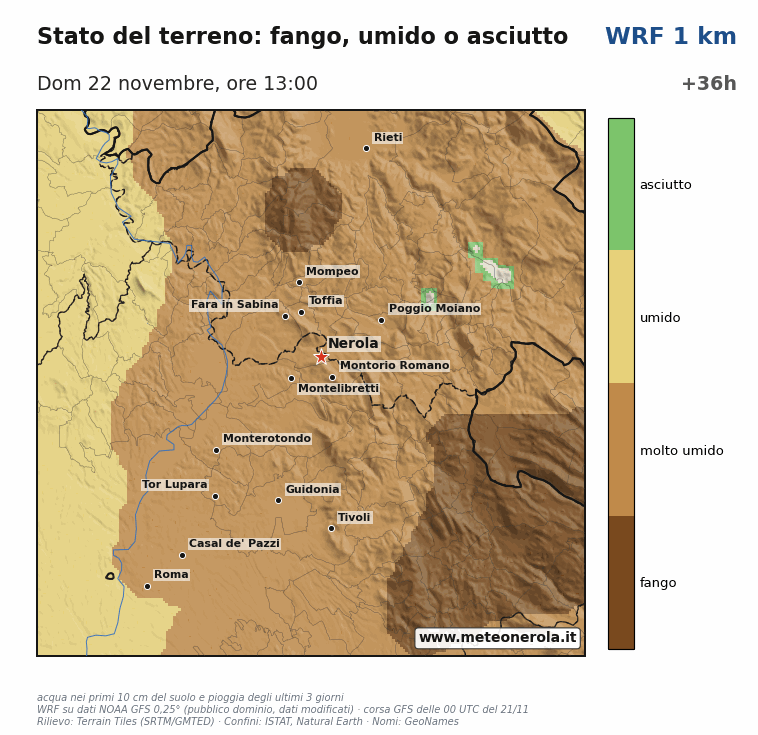 Stato del terreno: fango, umido o asciutto
WRF 1 km
Dom 22 novembre, ore 13:00
+36h
Rieti
asciutto
Mompeo
Fara in Sabina
Toffia
Poggio Moiano
umido
Nerola
Montorio Romano
Montelibretti
Monterotondo
molto umido
Tor Lupara
Guidonia
Tivoli
Casal de' Pazzi
Roma
fango
www.meteonerola.it
acqua nei primi 10 cm del suolo e pioggia degli ultimi 3 giorni
WRF su dati NOAA GFS 0,25° (pubblico dominio, dati modificati) · corsa GFS delle 00 UTC del 21/11
Rilievo: Terrain Tiles (SRTM/GMTED) · Confini: ISTAT, Natural Earth · Nomi: GeoNames